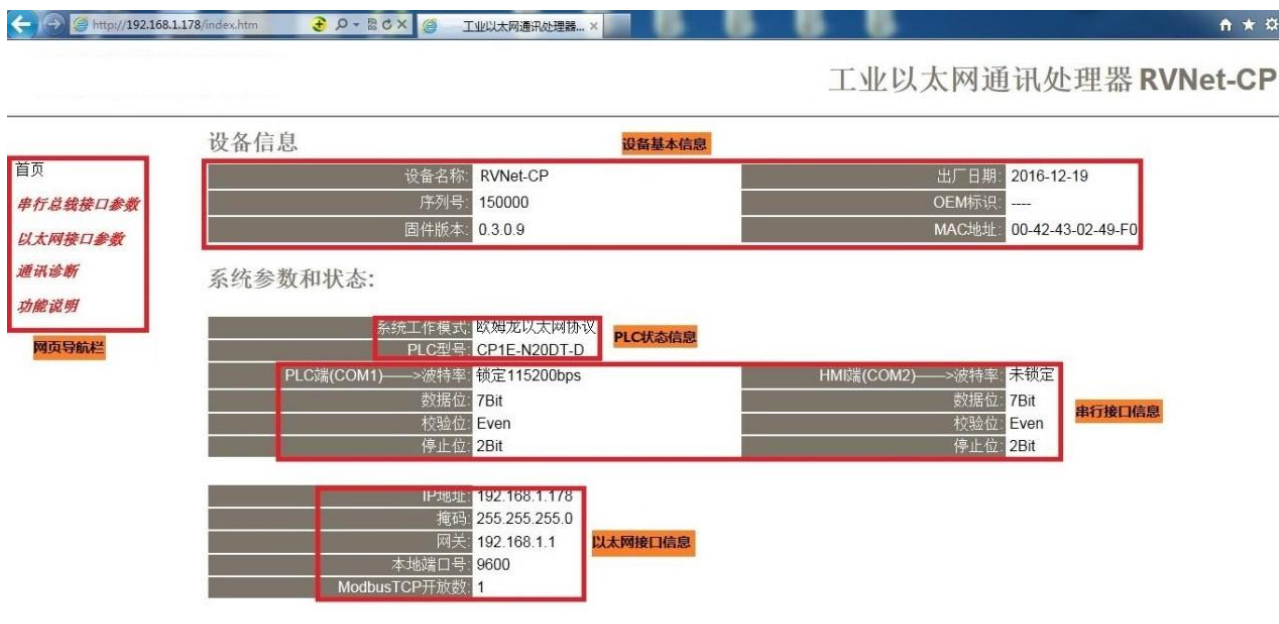 http://192.168.1.178/index.htm
工业以太网通讯处理器...
工业以太网通讯处理器 RVNet-CP
设备信息
设备基本信息
首页
串行总线接口参数
以太网接口参数
通讯诊断
功能说明
网页导航栏
设备名称: RVNet-CP 出厂日期: 2016-12-19
序列号: 150000 OEM标识: ----
固件版本: 0.3.0.9 MAC地址: 00-42-43-02-49-F0
系统参数和状态:
系统工作模式: 欧姆龙以太网协议
PLC型号: CP1E-N20DT-D
PLC状态信息
PLC端(COM1)——>波特率: 锁定115200bps HMI端(COM2)——>波特率: 未锁定
数据位: 7Bit 数据位: 7Bit
校验位: Even 校验位: Even
停止位: 2Bit 停止位: 2Bit
串行接口信息
IP地址: 192.168.1.178
掩码: 255.255.255.0
网关: 192.168.1.1
本地端口号: 9600
ModbusTCP开放数: 1
以太网接口信息